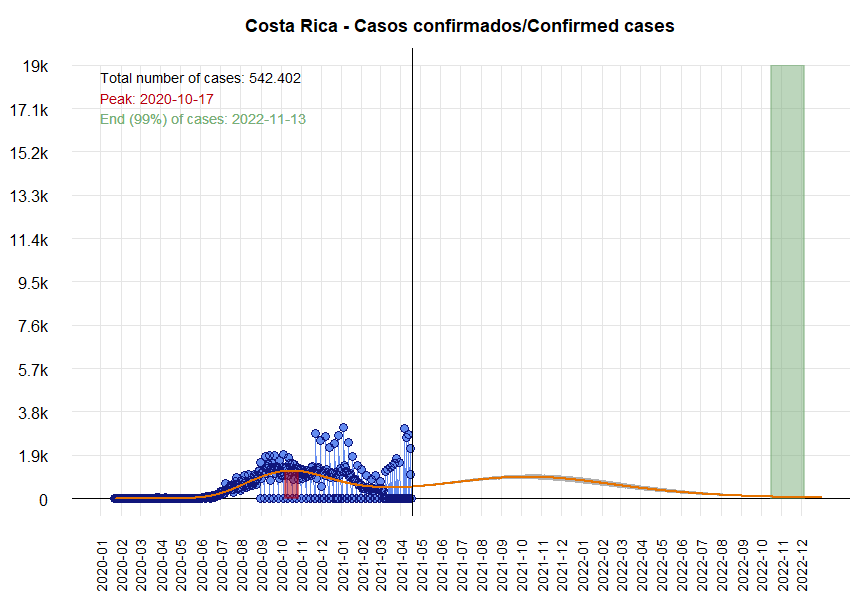 Costa Rica - Casos confirmados/Confirmed cases
19k
17.1k
15.2k
13.3k
11.4k
9.5k
7.6k
5.7k
3.8k
1.9k
0
Total number of cases: 542.402
Peak: 2020-10-17
End (99%) of cases: 2022-11-13
2020-01
2020-02
2020-03
2020-04
2020-05
2020-06
2020-07
2020-08
2020-09
2020-10
2020-11
2020-12
2021-01
2021-02
2021-03
2021-04
2021-05
2021-06
2021-07
2021-08
2021-09
2021-10
2021-11
2021-12
2022-01
2022-02
2022-03
2022-04
2022-05
2022-06
2022-07
2022-08
2022-09
2022-10
2022-11
2022-12